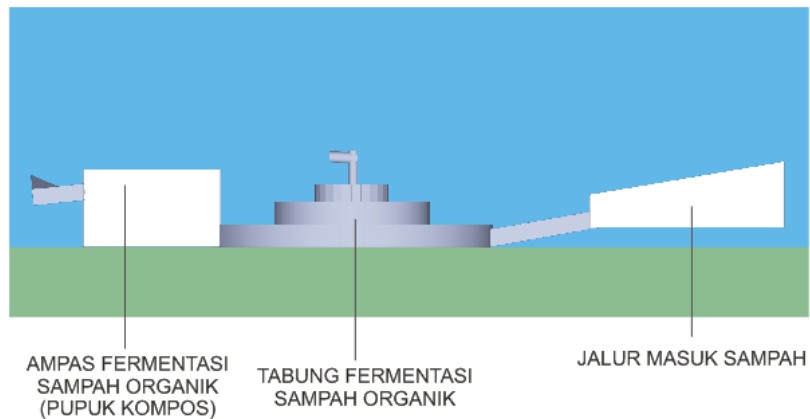 AMPAS FERMENTASI
SAMPAH ORGANIK
(PUPUK KOMPOS)
TABUNG FERMENTASI
SAMPAH ORGANIK
JALUR MASUK SAMPAH